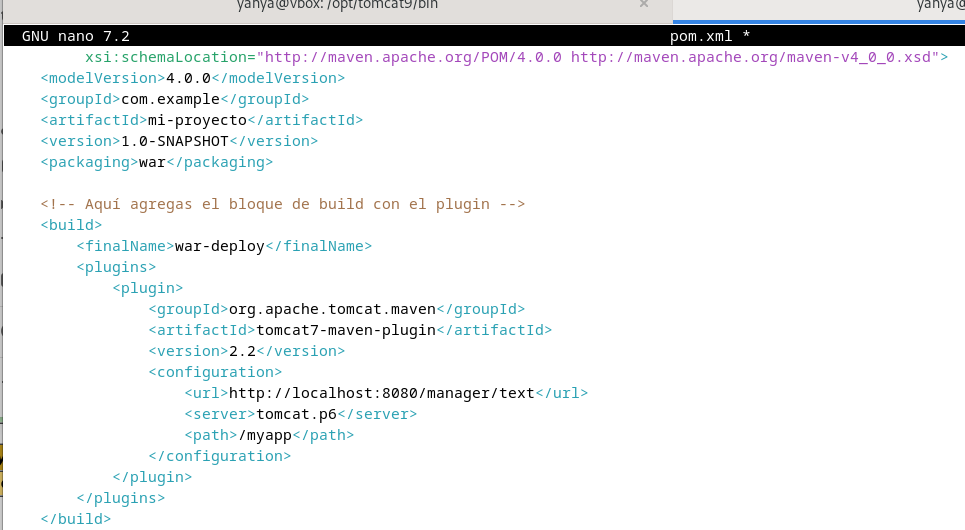 yahya@vbox: /opt/tomcat9/bin × yahya@
GNU nano 7.2 pom.xml *
xsi:schemaLocation="http://maven.apache.org/POM/4.0.0 http://maven.apache.org/maven-v4_0_0.xsd">
<modelVersion>4.0.0</modelVersion>
<groupId>com.example</groupId>
<artifactId>mi-proyecto</artifactId>
<version>1.0-SNAPSHOT</version>
<packaging>war</packaging>
<!-- Aquí agregas el bloque de build con el plugin -->
<build>
<finalName>war-deploy</finalName>
<plugins>
<plugin>
<groupId>org.apache.tomcat.maven</groupId>
<artifactId>tomcat7-maven-plugin</artifactId>
<version>2.2</version>
<configuration>
<url>http://localhost:8080/manager/text</url>
<server>tomcat.p6</server>
<path>/myapp</path>
</configuration>
</plugin>
</plugins>
</build>